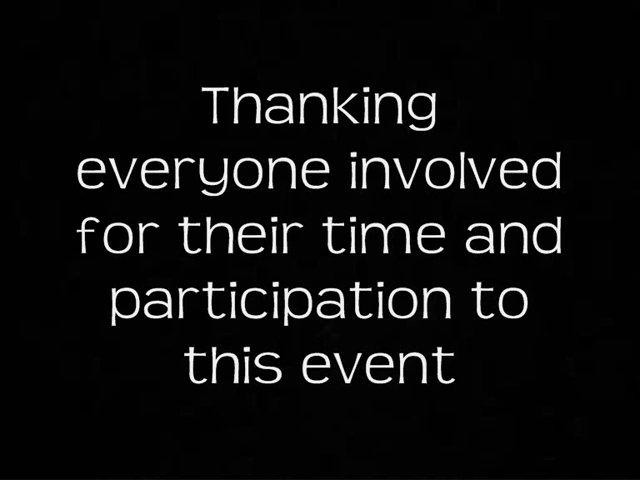 Thanking
everyone involved
for their time and
participation to
this event